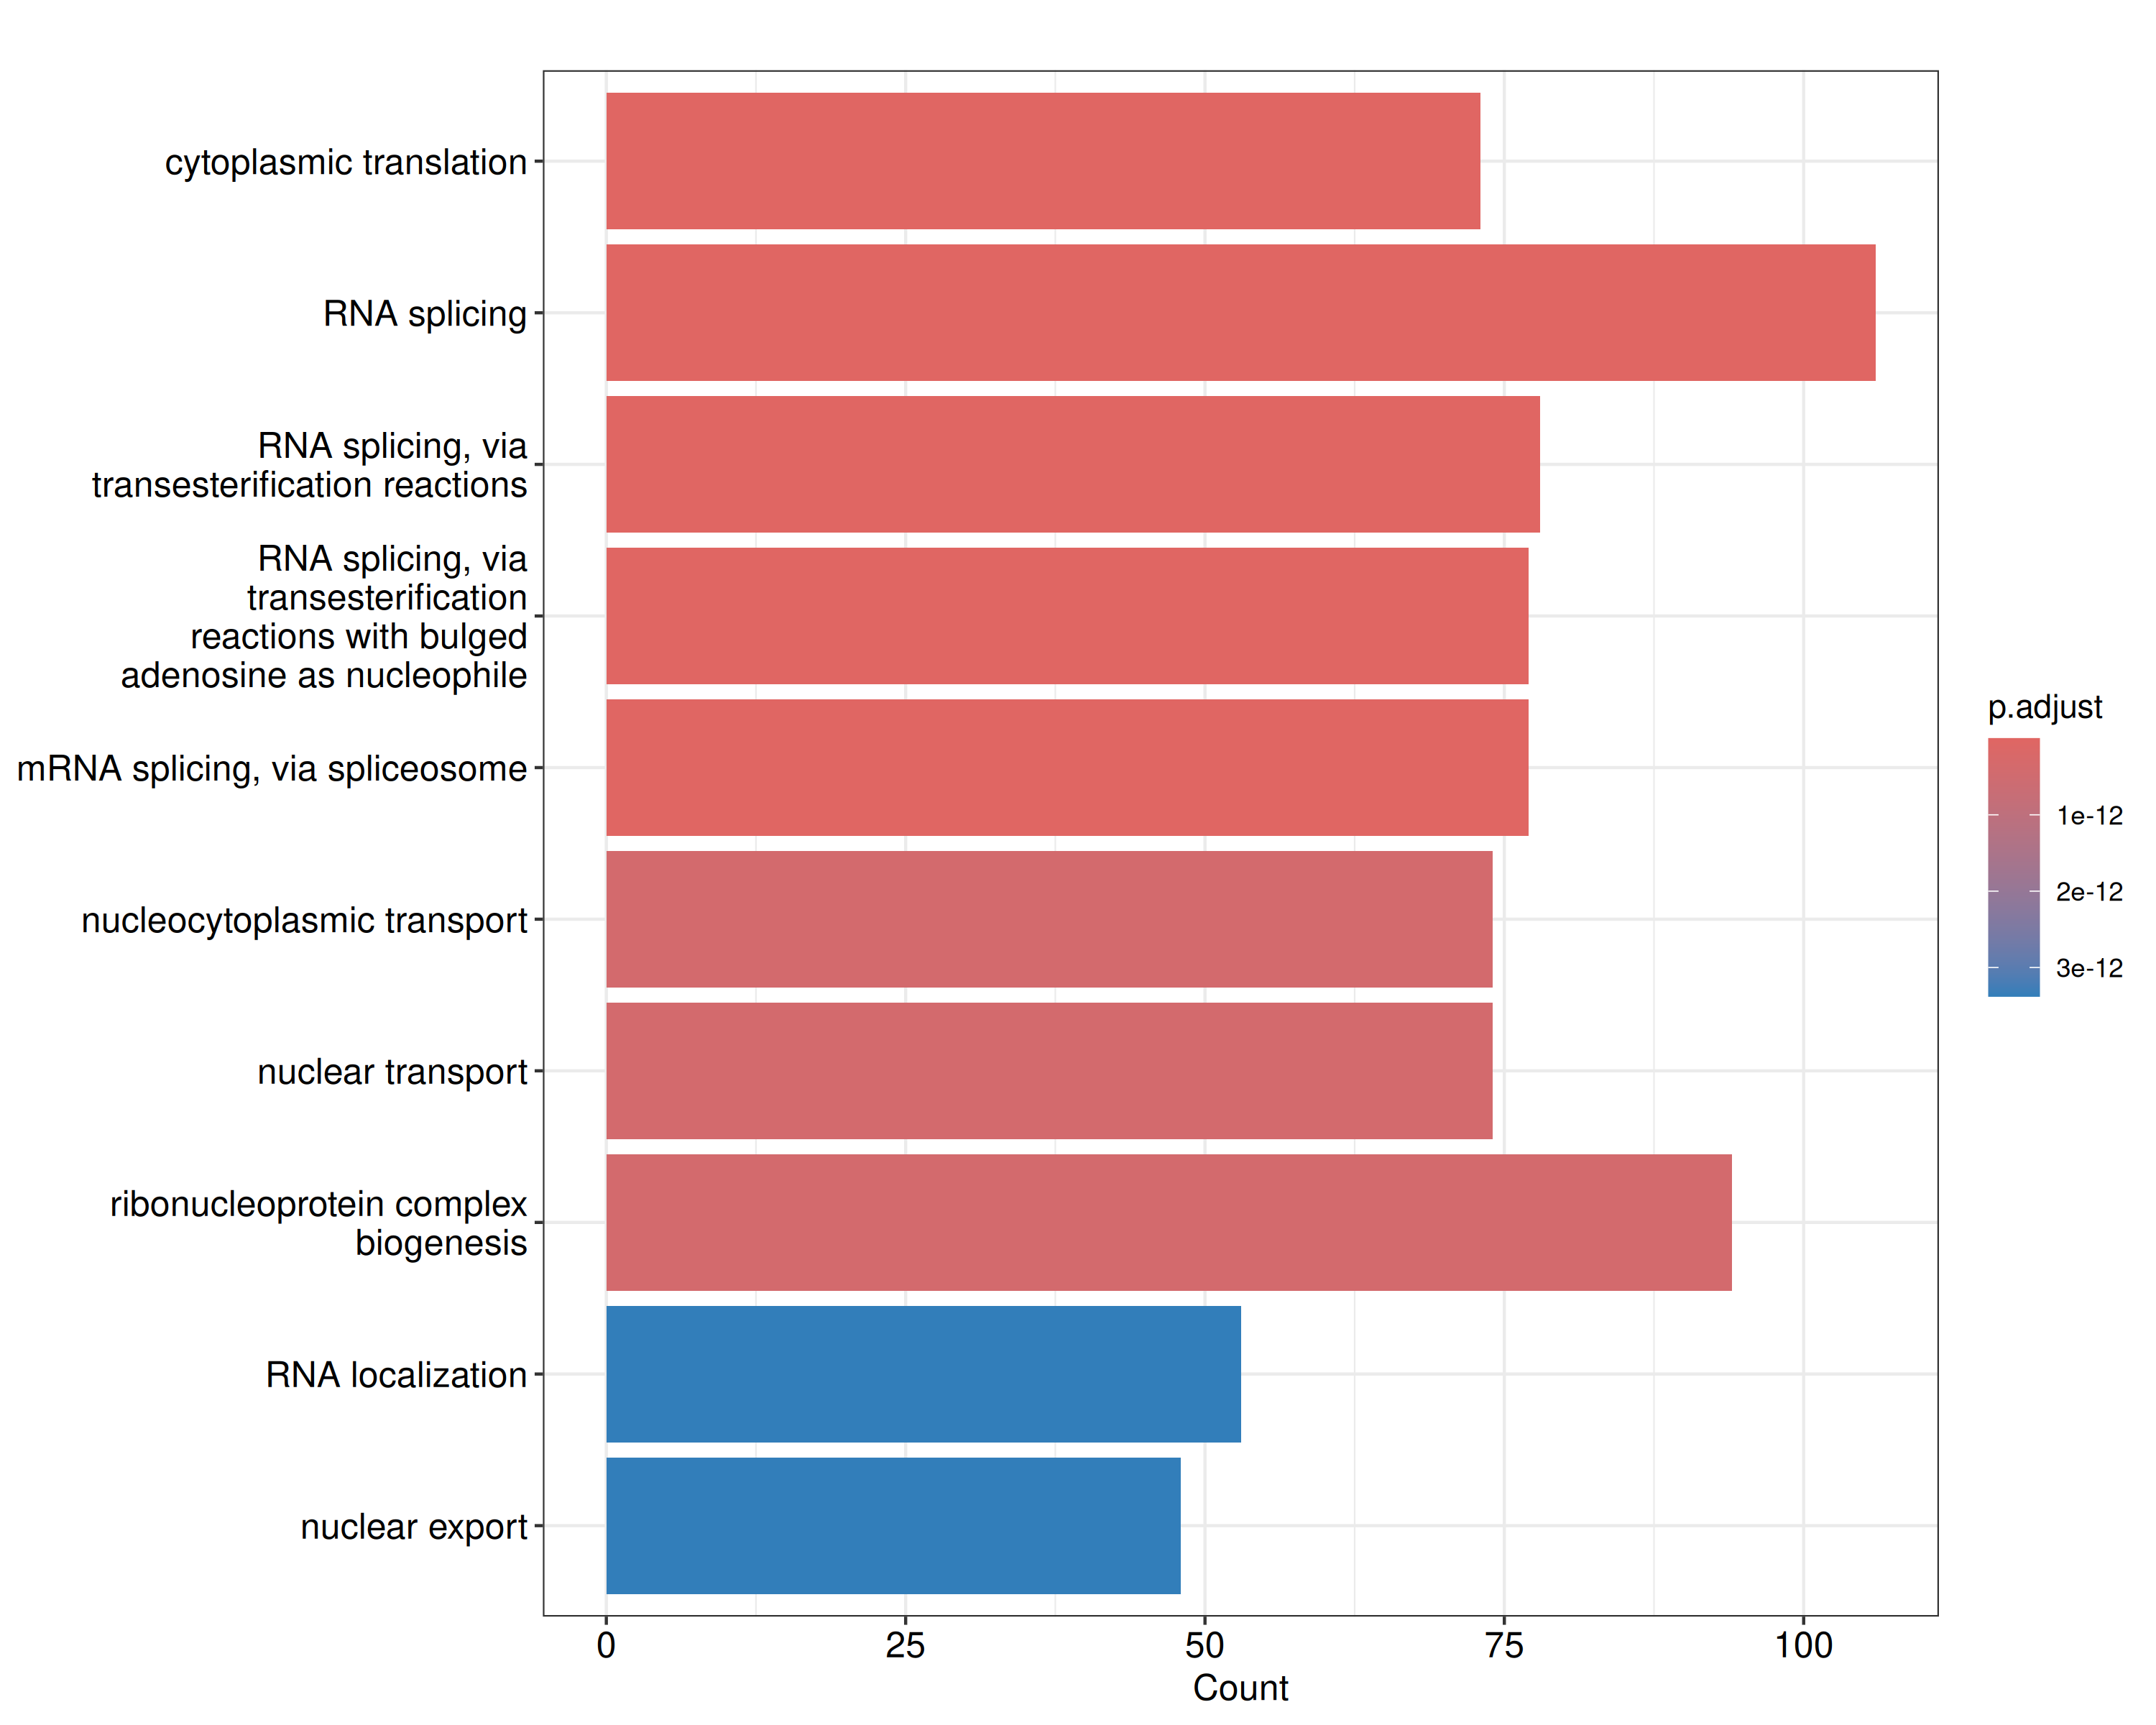 cytoplasmic translation
RNA splicing
RNA splicing, via
transesterification reactions
RNA splicing, via
transesterification
reactions with bulged
adenosine as nucleophile
mRNA splicing, via spliceosome
nucleocytoplasmic transport
nuclear transport
ribonucleoprotein complex
biogenesis
RNA localization
nuclear export
0 25 50 75 100
Count
p.adjust
1e-12
2e-12
3e-12